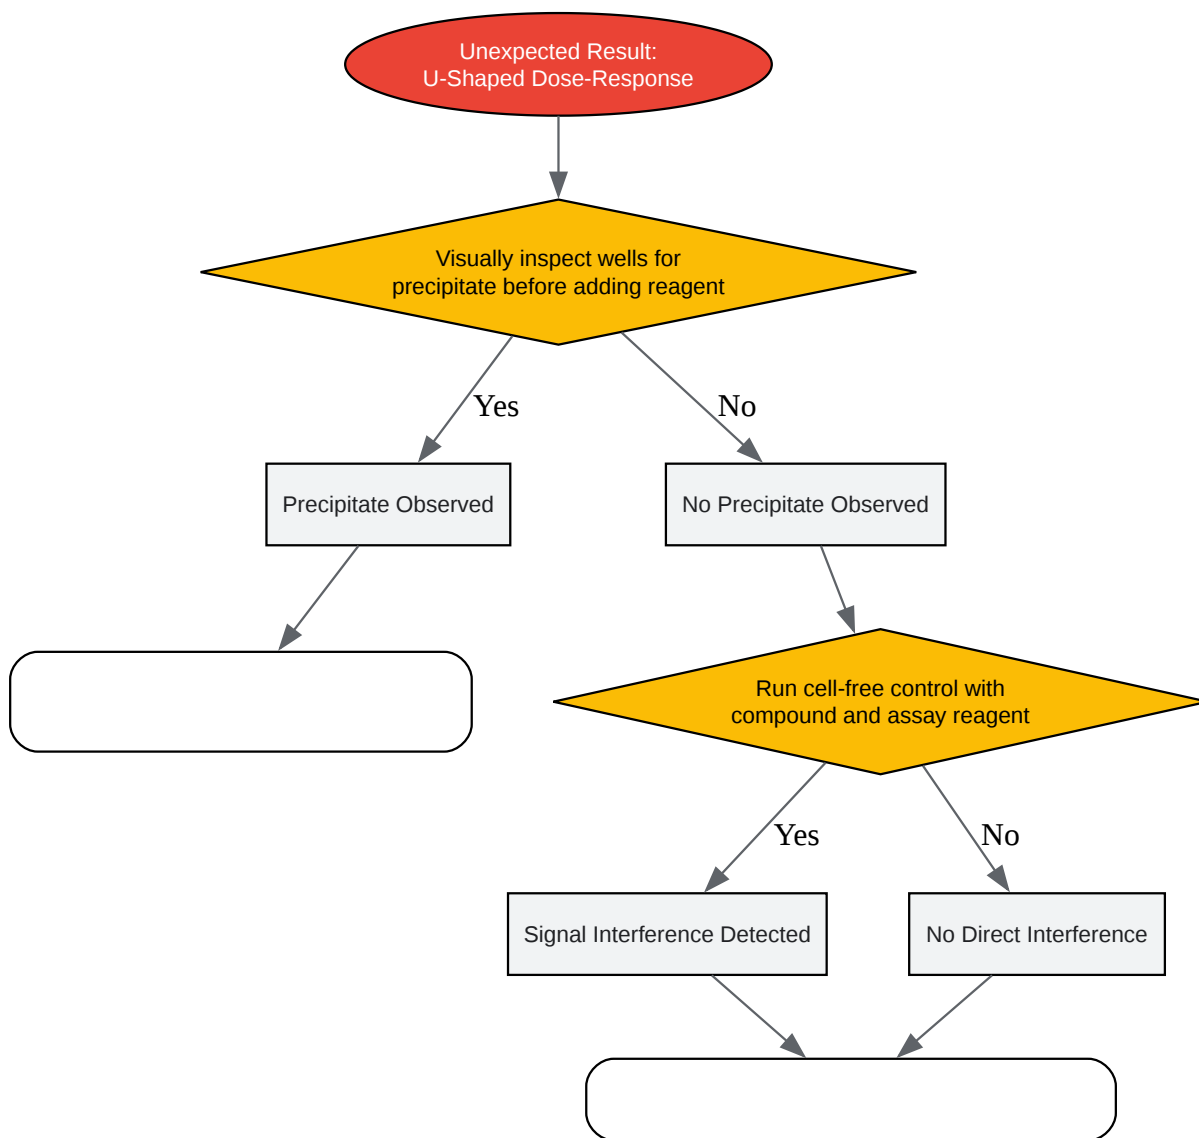 Unexpected Result:
U-Shaped Dose-Response
Visually inspect wells for
precipitate before adding reagent
Yes
No
Precipitate Observed
No Precipitate Observed
Run cell-free control with
compound and assay reagent
Yes
No
Signal Interference Detected
No Direct Interference